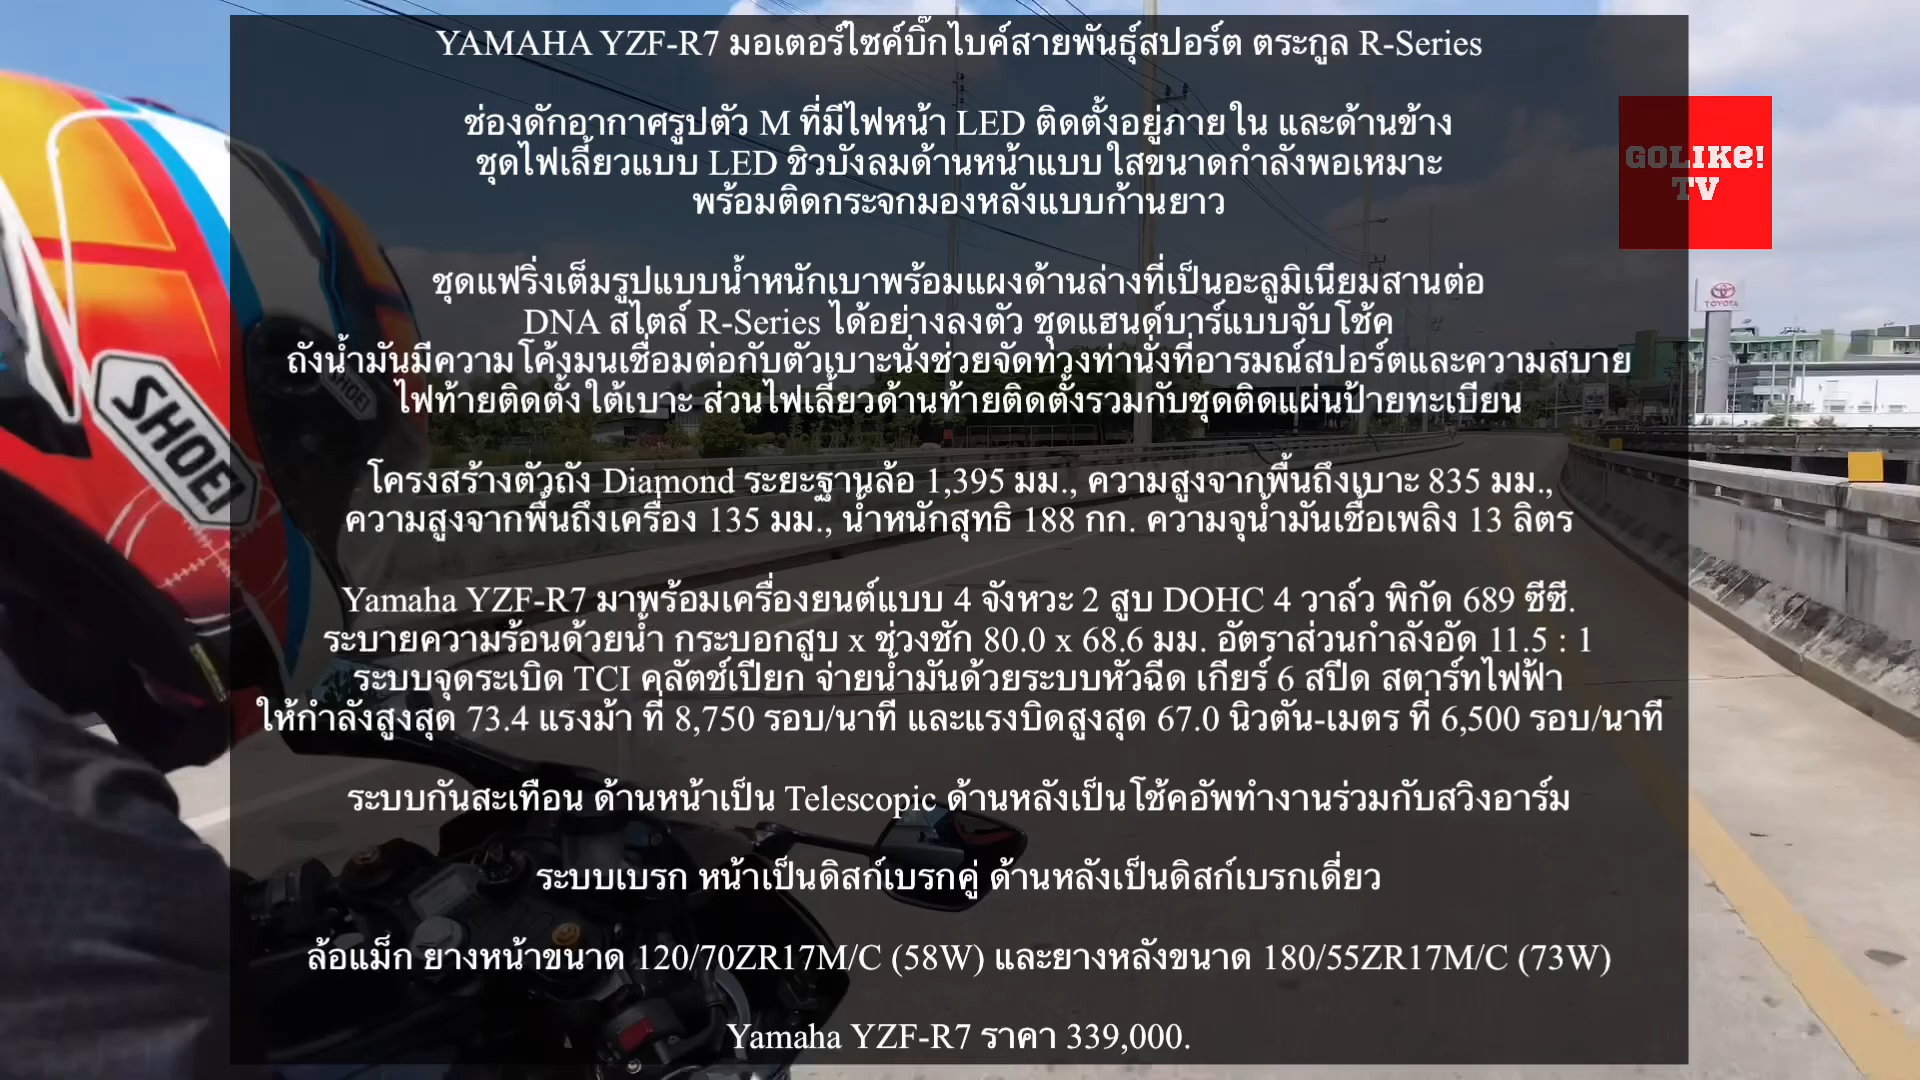 YAMAHA YZF-R7 มอเตอร์ไซค์บิ๊กไบค์สายพันธุ์สปอร์ต ตระกูล R-Series
ช่องดักอากาศรูปตัว M ที่มีไฟหน้า LED ติดตั้งอยู่ภายใน และด้านข้าง
ชุดไฟเลี้ยวแบบ LED ชิวบังลมด้านหน้าแบบใสขนาดกำลังพอเหมาะ
พร้อมติดกระจกมองหลังแบบก้านยาว
ชุดแฟริ่งเต็มรูปแบบน้ำหนักเบาพร้อมแผงด้านล่างที่เป็นอะลูมิเนียมสานต่อ
DNA สไตล์ R-Series ได้อย่างลงตัว ชุดแฮนด์บาร์แบบจับโช้ค
ถังน้ำมันมีความโค้งมนเชื่อมต่อกับตัวเบาะนั่งช่วยจัดท่วงท่านั่งที่อารมณ์สปอร์ตและความสบาย
ไฟท้ายติดตั้งใต้เบาะ ส่วนไฟเลี้ยวด้านท้ายติดตั้งรวมกับชุดติดแผ่นป้ายทะเบียน
โครงสร้างตัวถัง Diamond ระยะฐานล้อ 1,395 มม., ความสูงจากพื้นถึงเบาะ 835 มม.,
ความสูงจากพื้นถึงเครื่อง 135 มม., น้ำหนักสุทธิ 188 กก. ความจุน้ำมันเชื้อเพลิง 13 ลิตร
Yamaha YZF-R7 มาพร้อมเครื่องยนต์แบบ 4 จังหวะ 2 สูบ DOHC 4 วาล์ว พิกัด 689 ซีซี.
ระบายความร้อนด้วยน้ำ กระบอกสูบ x ช่วงชัก 80.0 x 68.6 มม. อัตราส่วนกำลังอัด 11.5 : 1
ระบบจุดระเบิด TCI คลัตช์เปียก จ่ายน้ำมันด้วยระบบหัวฉีด เกียร์ 6 สปีด สตาร์ทไฟฟ้า
ให้กำลังสูงสุด 73.4 แรงม้า ที่ 8,750 รอบ/นาที และแรงบิดสูงสุด 67.0 นิวตัน-เมตร ที่ 6,500 รอบ/นาที
ระบบกันสะเทือน ด้านหน้าเป็น Telescopic ด้านหลังเป็นโช้คอัพทำงานร่วมกับสวิงอาร์ม
ระบบเบรก หน้าเป็นดิสก์เบรกคู่ ด้านหลังเป็นดิสก์เบรกเดี่ยว
ล้อแม็ก ยางหน้าขนาด 120/70ZR17M/C (58W) และยางหลังขนาด 180/55ZR17M/C (73W)
Yamaha YZF-R7 ราคา 339,000.
GOLIKE!
TV
TOYOTA
SHOEI
SHOEI